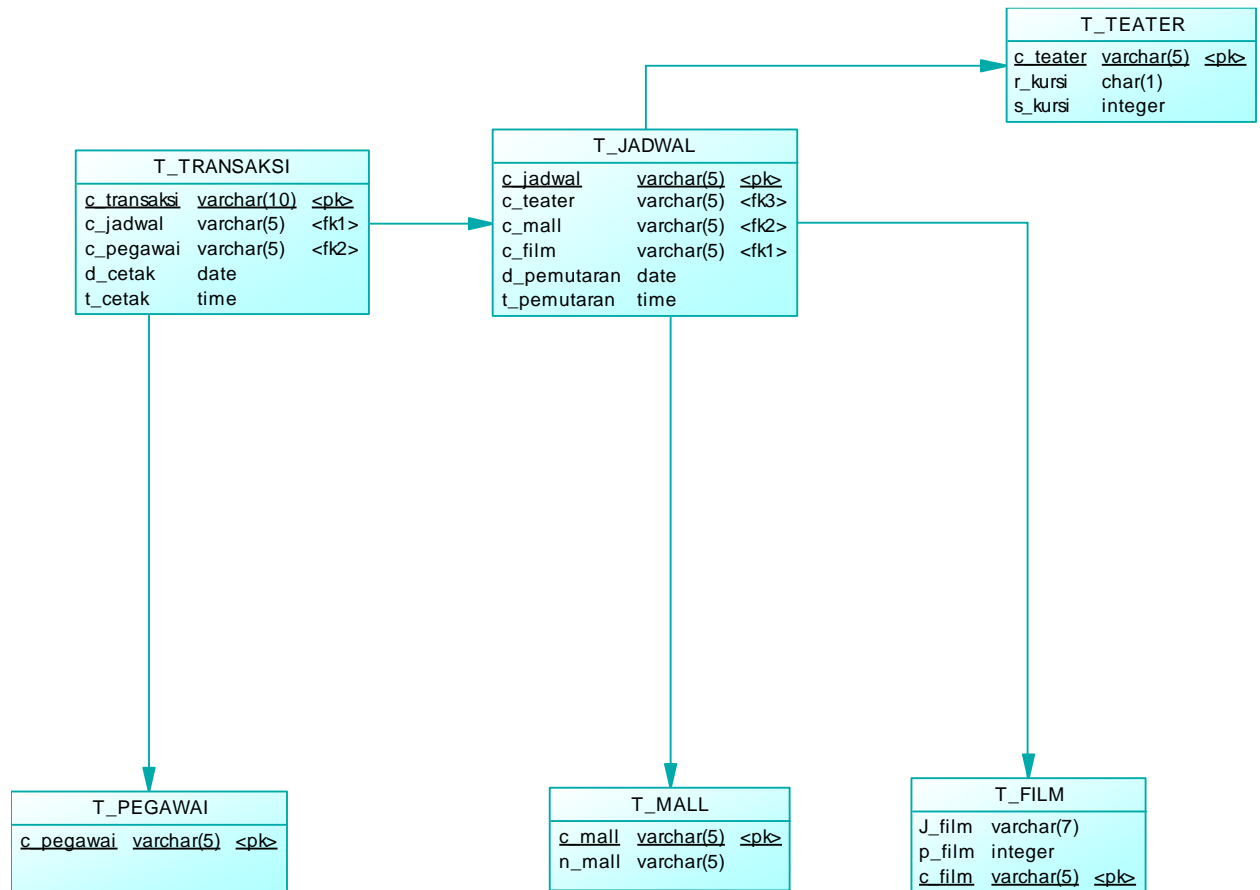 T_TEATER
c_teater varchar(5) <pk>
r_kursi char(1)
s_kursi integer
T_TRANSAKSI
c_transaksi varchar(10) <pk>
c_jadwal varchar(5) <fk1>
c_pegawai varchar(5) <fk2>
d_cetak date
t_cetak time
T_JADWAL
c_jadwal varchar(5) <pk>
c_teater varchar(5) <fk3>
c_mall varchar(5) <fk2>
c_film varchar(5) <fk1>
d_pemutaran date
t_pemutaran time
T_PEGAWAI
c_pegawai varchar(5) <pk>
T_MALL
c_mall varchar(5) <pk>
n_mall varchar(5)
T_FILM
J_film varchar(7)
p_film integer
c_film varchar(5) <pk>